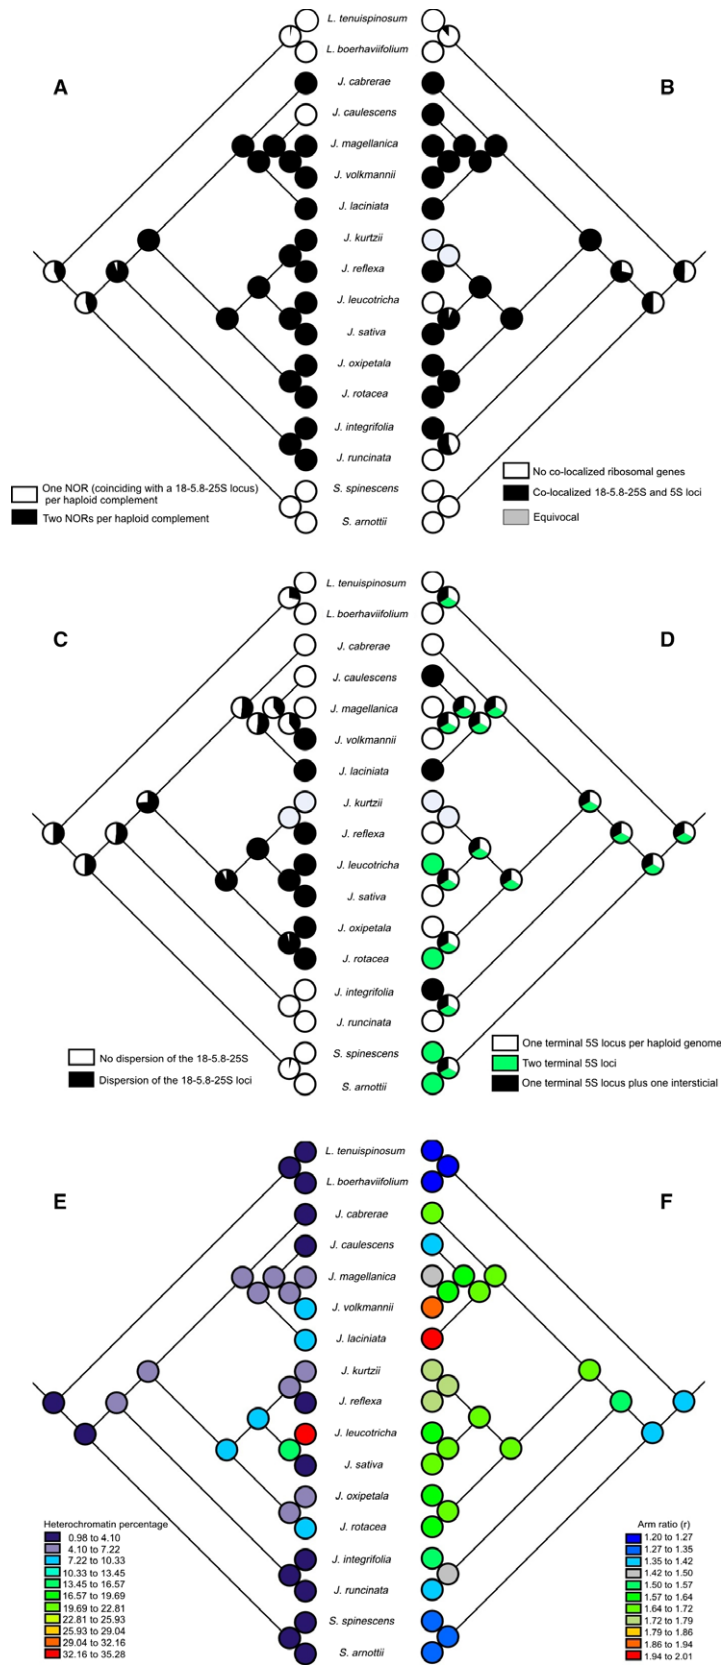 A
B
L. tenuispinosum
L. boerhaviifolium
J. cabrerae
J. caulescens
J. magellanica
J. volkmannii
J. laciniata
J. kurtzii
J. reflexa
J. leucotricha
J. sativa
J. oxipetala
J. rotacea
J. integrifolia
J. runcinata
S. spinescens
S. arnottii
One NOR (coinciding with a 18-5.8-25S locus)
per haploid complement
Two NORs per haploid complement
No co-localized ribosomal genes
Co-localized 18-5.8-25S and 5S loci
Equivocal
C
D
L. tenuispinosum
L. boerhaviifolium
J. cabrerae
J. caulescens
J. magellanica
J. volkmannii
J. laciniata
J. kurtzii
J. reflexa
J. leucotricha
J. sativa
J. oxipetala
J. rotacea
J. integrifolia
J. runcinata
S. spinescens
S. arnottii
No dispersion of the 18-5.8-25S
Dispersion of the 18-5.8-25S loci
One terminal 5S locus per haploid genome
Two terminal 5S loci
One terminal 5S locus plus one intersticial
E
F
L. tenuispinosum
L. boerhaviifolium
J. cabrerae
J. caulescens
J. magellanica
J. volkmannii
J. laciniata
J. kurtzii
J. reflexa
J. leucotricha
J. sativa
J. oxipetala
J. rotacea
J. integrifolia
J. runcinata
S. spinescens
S. arnottii
Heterochromatin percentage
0.98 to 4.10
4.10 to 7.22
7.22 to 10.33
10.33 to 13.45
13.45 to 16.57
16.57 to 19.69
19.69 to 22.81
22.81 to 25.93
25.93 to 29.04
29.04 to 32.16
32.16 to 35.28
Arm ratio (r)
1.20 to 1.27
1.27 to 1.35
1.35 to 1.42
1.42 to 1.50
1.50 to 1.57
1.57 to 1.64
1.64 to 1.72
1.72 to 1.79
1.79 to 1.86
1.86 to 1.94
1.94 to 2.01